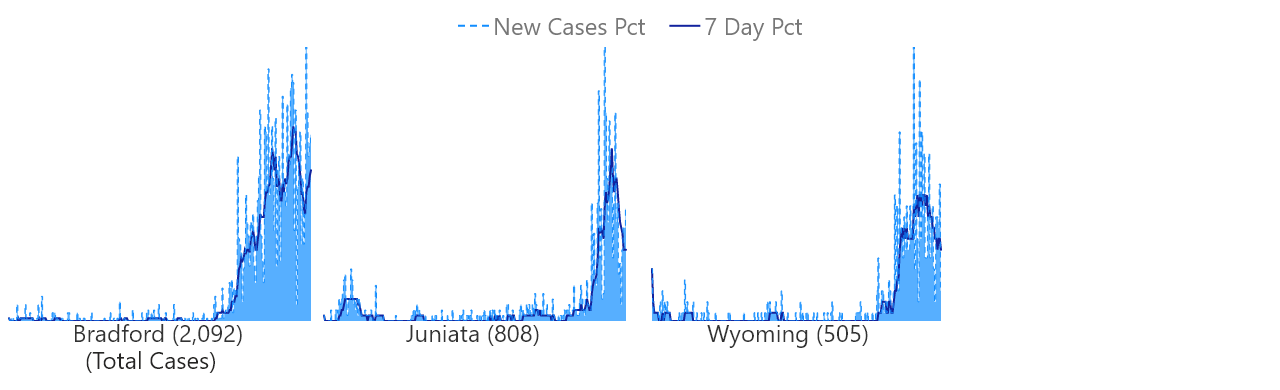 New Cases Pct 7 Day Pct
Bradford (2,092) Juniata (808) Wyoming (505)
(Total Cases)